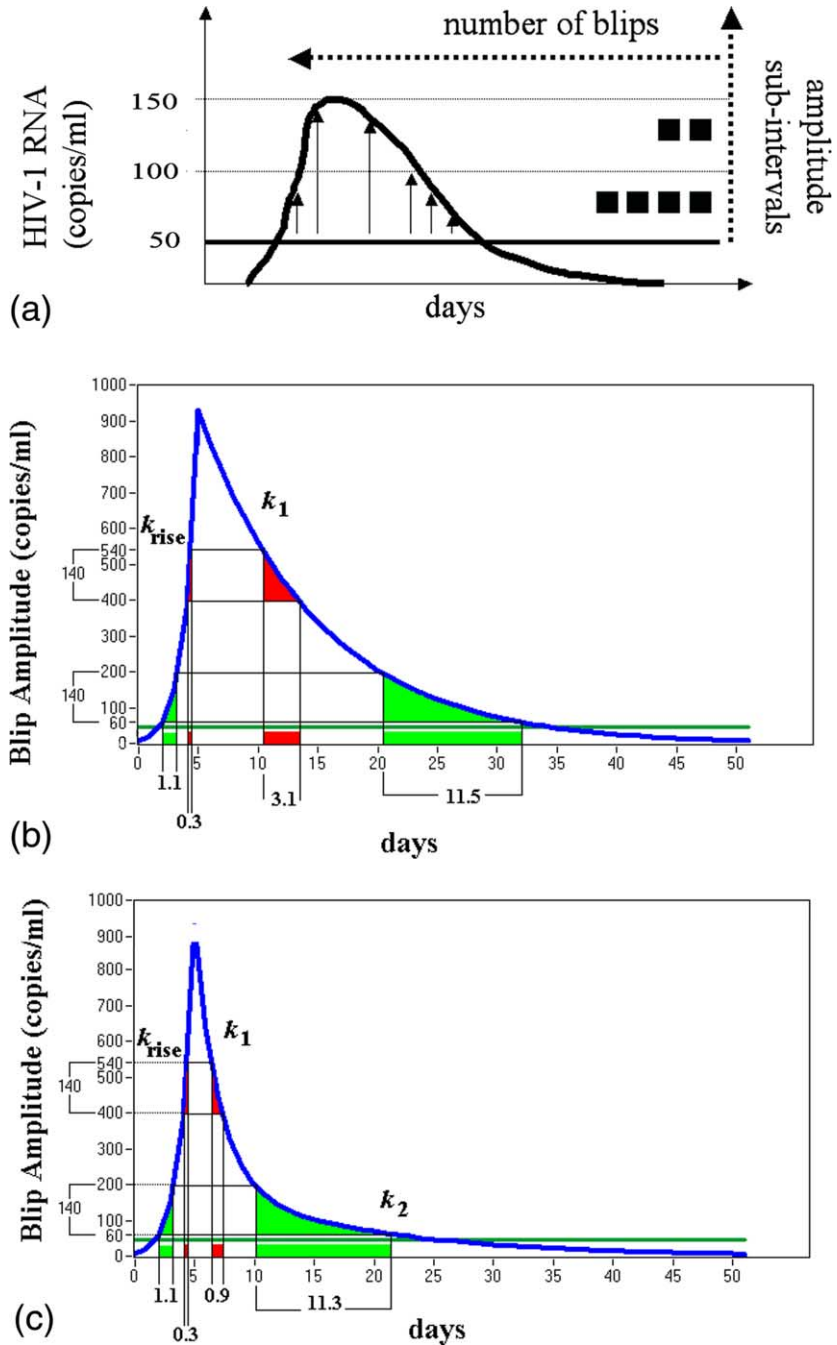 number of blips
amplitude
sub-intervals
HIV-1 RNA
(copies/ml)
150
100
50
days
(a)
Blip Amplitude (copies/ml)
1000
900
800
700
600
540
500
400
300
200
100
60
0
140
140
k rise
k1
0 5 10 15 20 25 30 35 40 45 50
1.1
0.3
3.1
11.5
days
(b)
Blip Amplitude (copies/ml)
1000
900
800
700
600
540
500
400
300
200
100
60
0
140
140
k rise
k1
k2
0 5 10 15 20 25 30 35 40 45 50
1.1
0.3
0.9
11.3
days
(c)